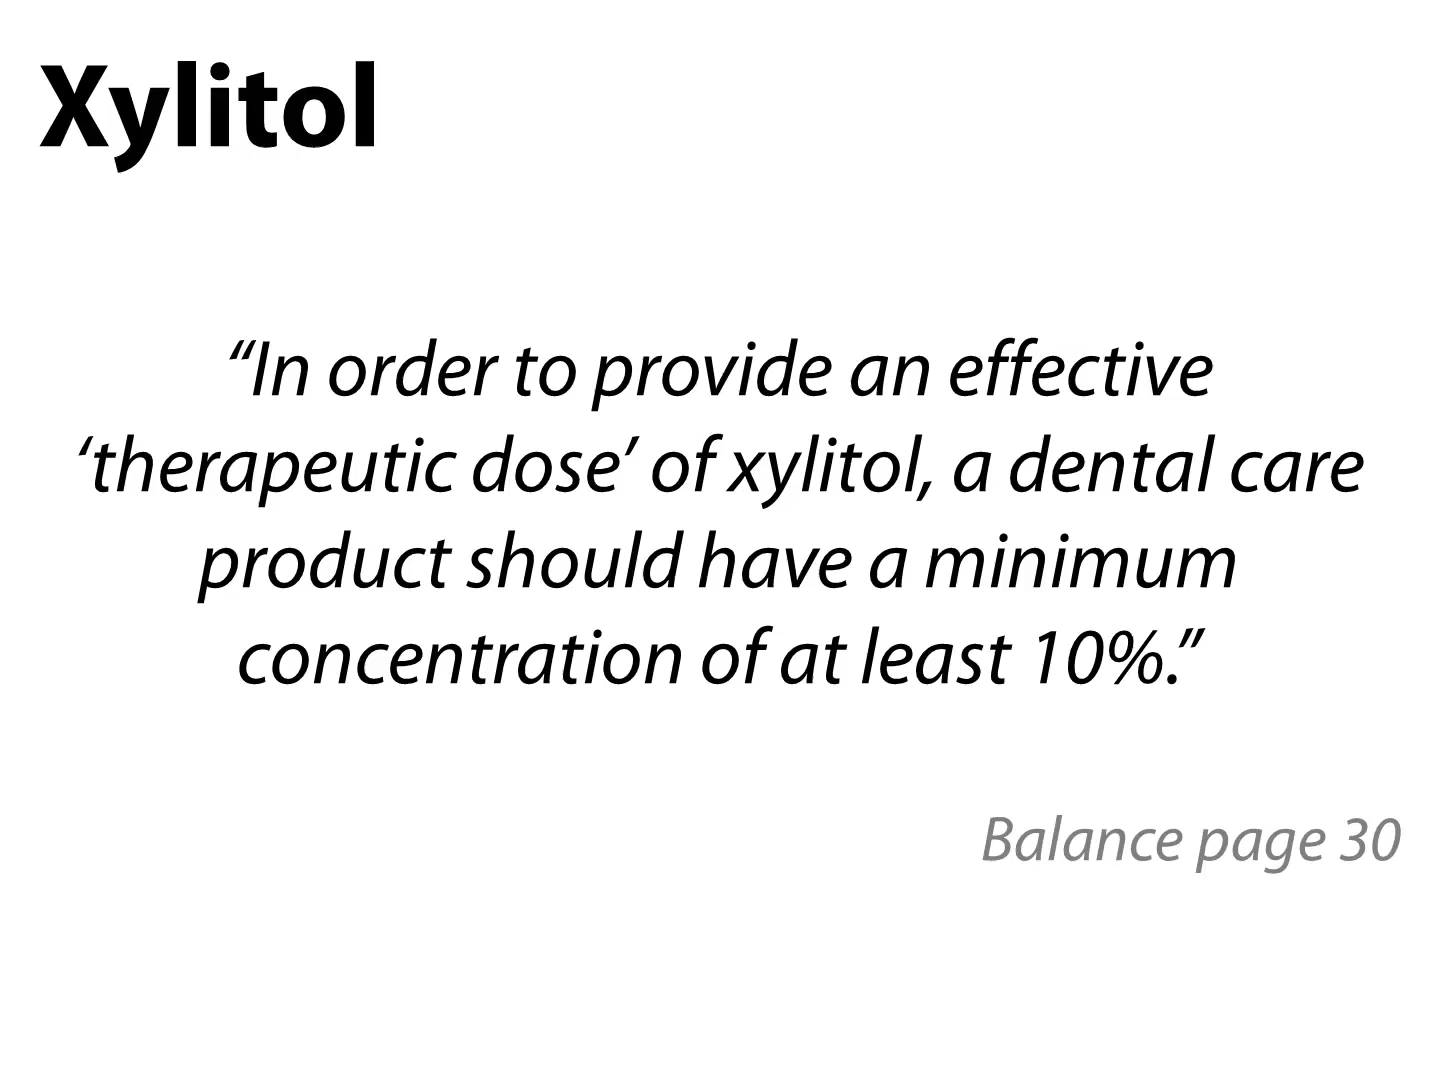 Xylitol
“In order to provide an effective
‘therapeutic dose’ of xylitol, a dental care
product should have a minimum
concentration of at least 10%.”
Balance page 30